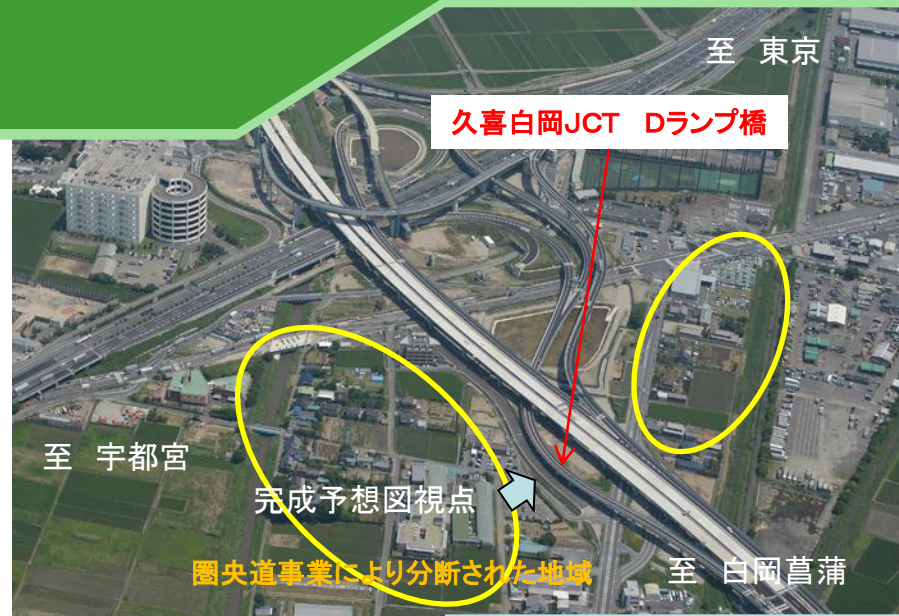 至　東京
久喜白岡JCT　Dランプ橋
至　宇都宮
完成予想図視点
圏央道事業により分断された地域
至　白岡菖蒲